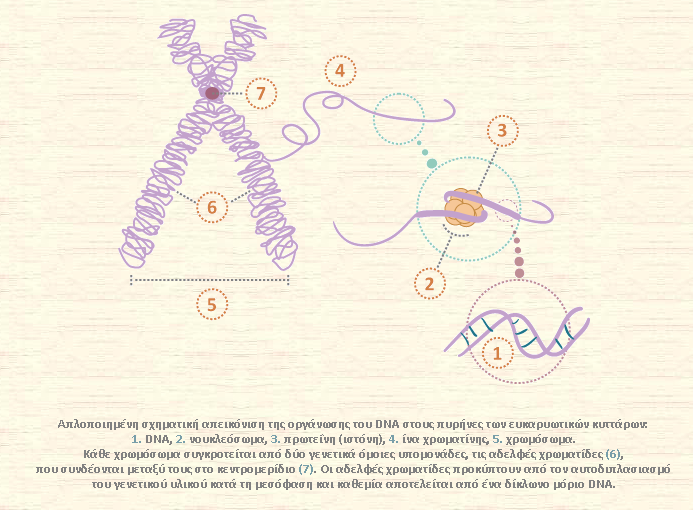 4
7
3
6
2
5
1
Απλοποιημένη σχηματική απεικόνιση της οργάνωσης του DNA στους πυρήνες των ευκαρυωτικών κυττάρων:
1. DNA, 2. νουκλεόσωμα, 3. πρωτεΐνη (ιστόνη), 4. ίνα χρωματίνης, 5. χρωμόσωμα.
Κάθε χρωμόσωμα συγκροτείται από δύο γενετικά όμοιες υπομονάδες, τις αδελφές χρωματίδες (6),
που συνδέονται μεταξύ τους στο κεντρομερίδιο (7). Οι αδελφές χρωματίδες προκύπτουν από τον αυτοδιπλασιασμό
του γενετικού υλικού κατά τη μεσόφαση και καθεμία αποτελείται από ένα δίκλωνο μόριο DNA.